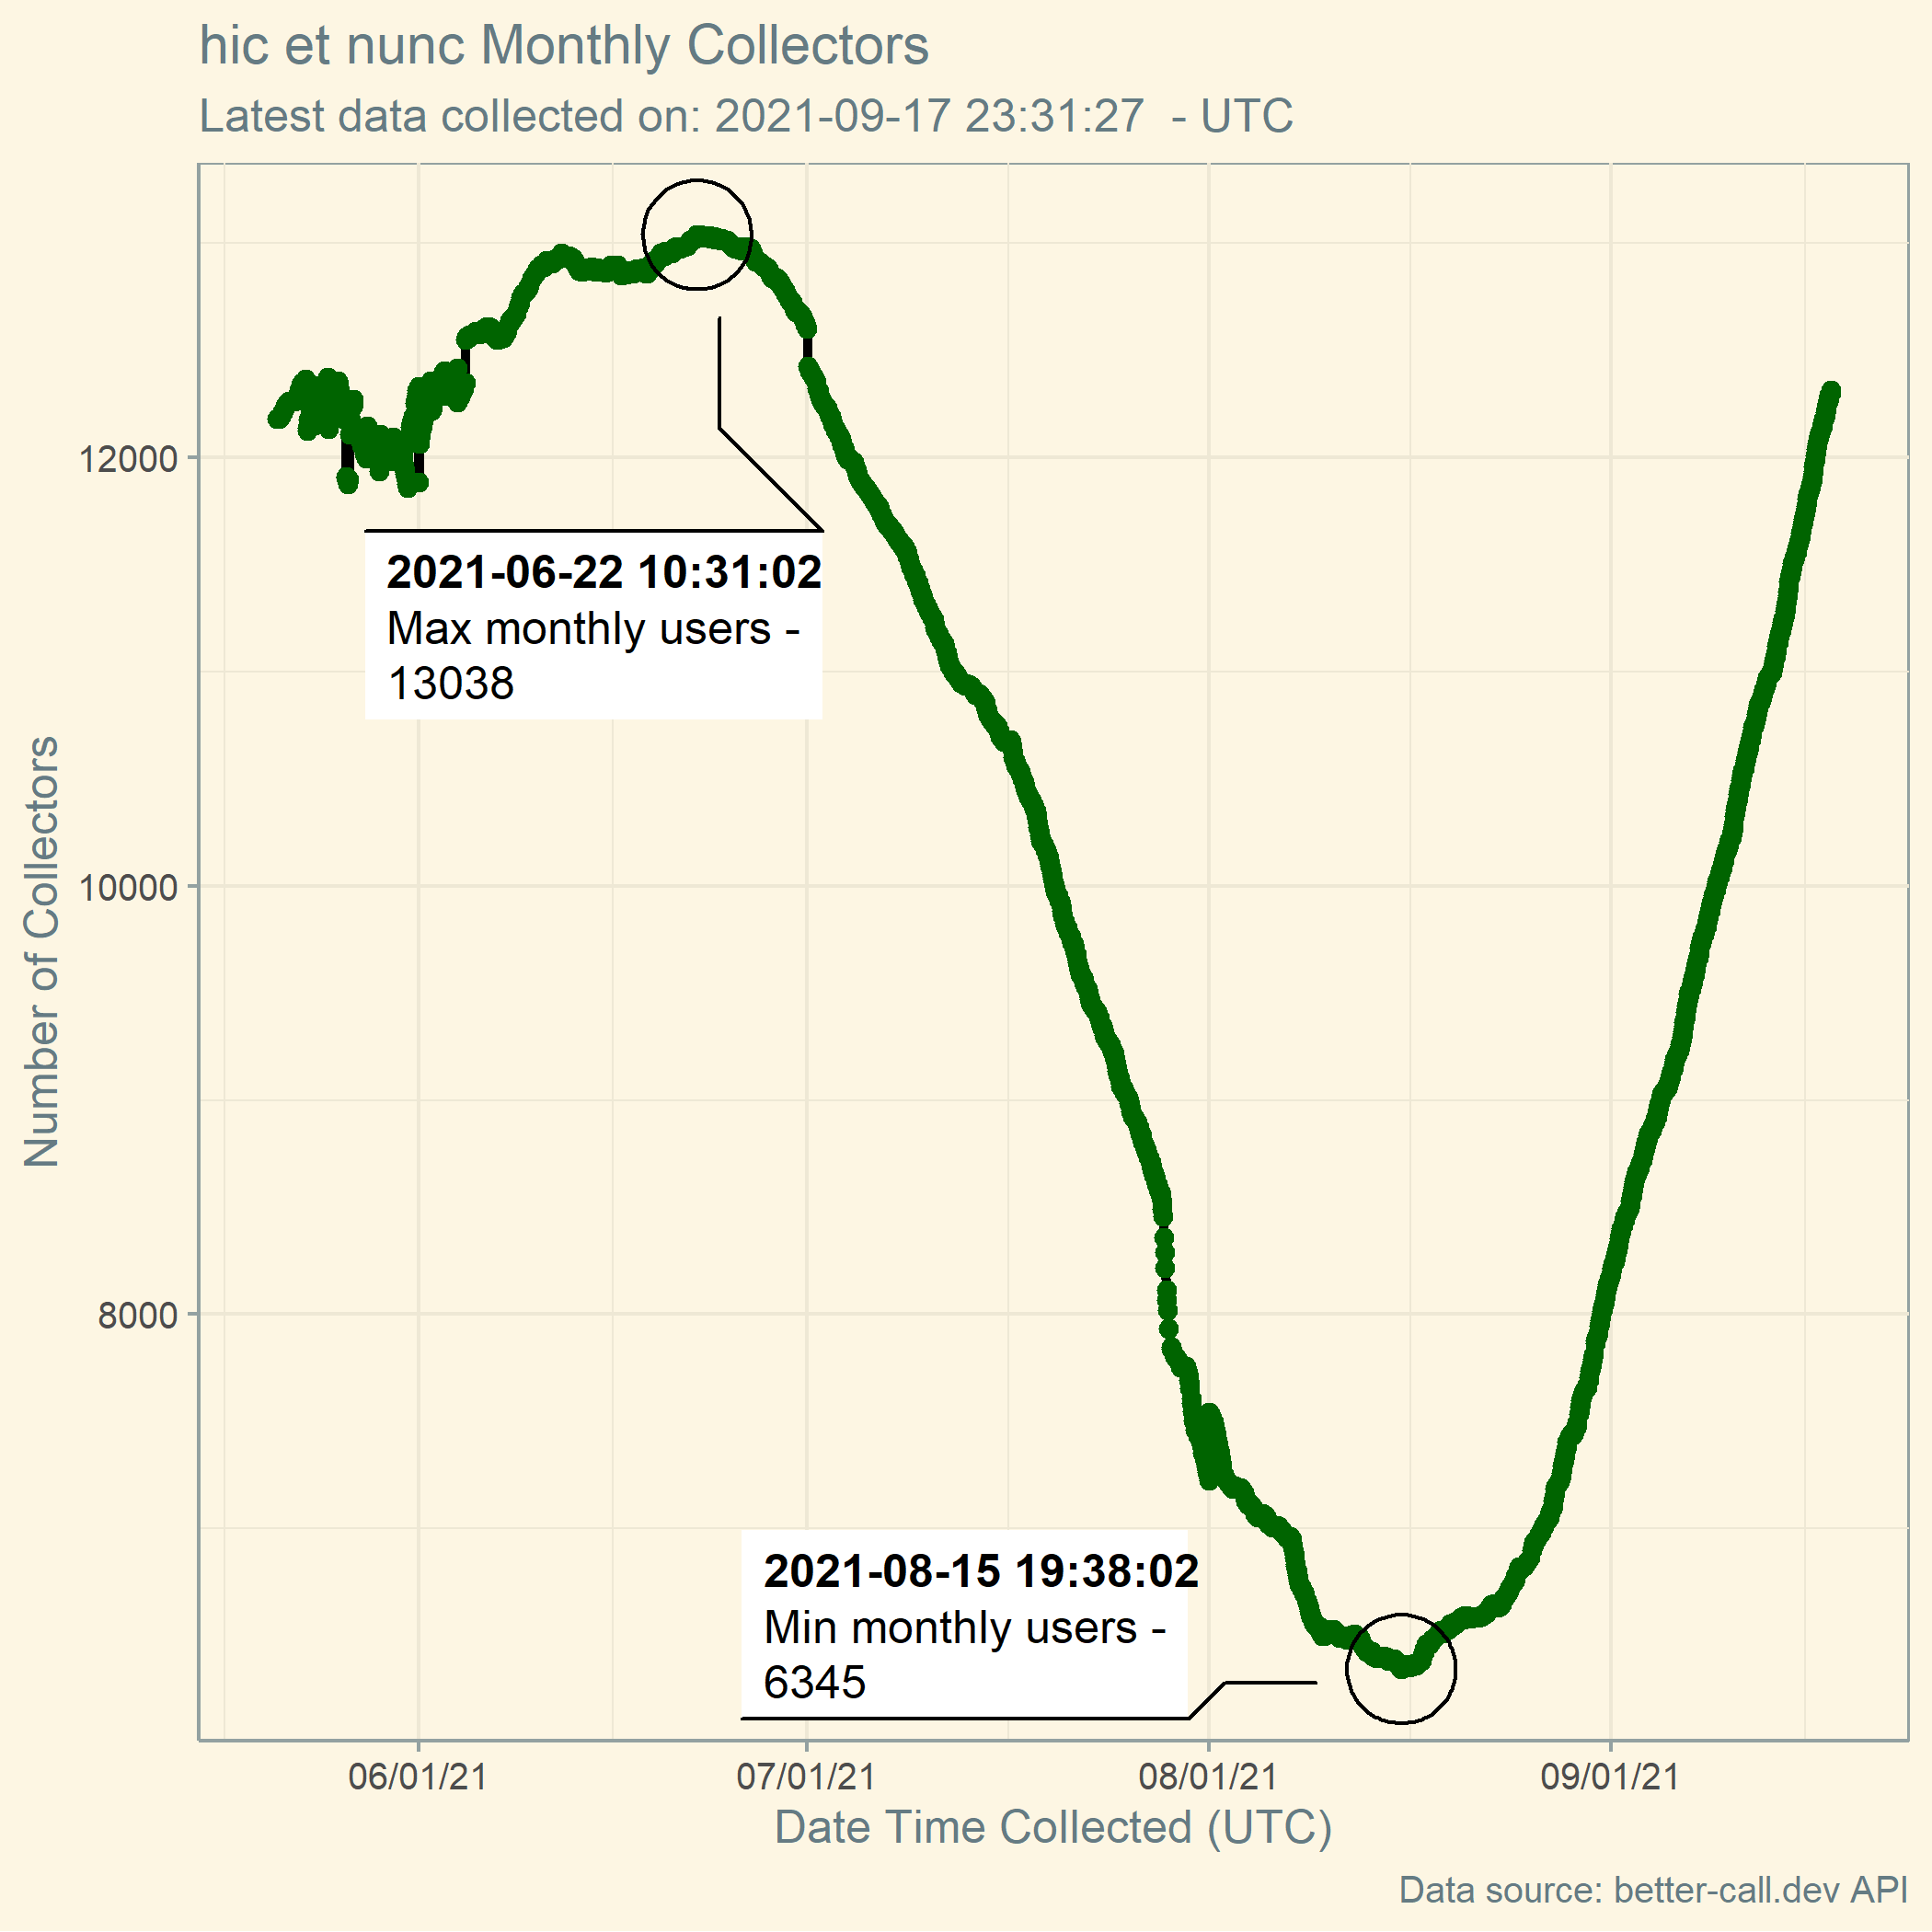 hic et nunc Monthly Collectors
Latest data collected on: 2021-09-17 23:31:27  - UTC
Number of Collectors
12000
10000
8000
2021-06-22 10:31:02
Max monthly users -
13038
2021-08-15 19:38:02
Min monthly users -
6345
06/01/21
07/01/21
08/01/21
09/01/21
Date Time Collected (UTC)
Data source: better-call.dev API